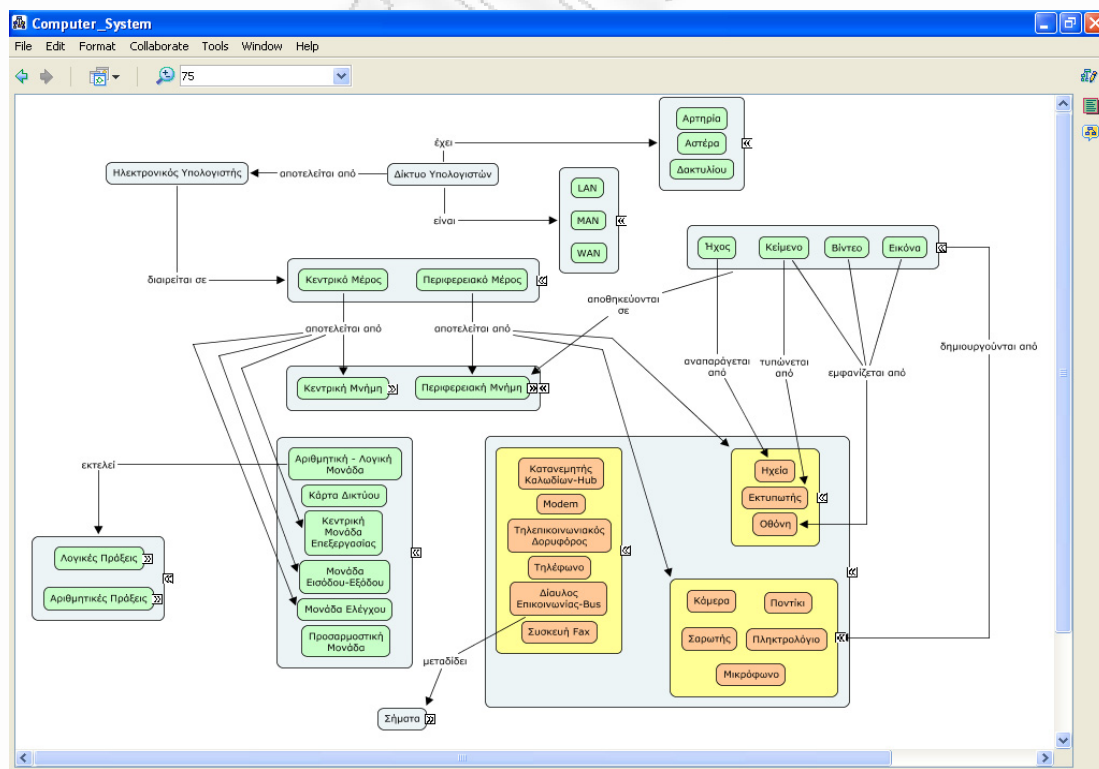 Computer_System
File Edit Format Collaborate Tools Window Help
75
Αρτηρία
έχει
Αστέρα
Ηλεκτρονικός Υπολογιστής
αποτελείται από
Δίκτυο Υπολογιστών
Δακτυλίου
LAN
είναι
MAN
WAN
Ήχος
Κείμενο
Βίντεο
Εικόνα
διαιρείται σε
Κεντρικό Μέρος
Περιφερειακό Μέρος
αποθηκεύονται
σε
αποτελείται από
αποτελείται από
δημιουργούνται από
αναπαράγεται
από
τυπώνεται
από
εμφανίζεται από
Κεντρική Μνήμη
Περιφερειακή Μνήμη
εκτελεί
Αριθμητική - Λογική
Μονάδα
Κάρτα Δικτύου
Κεντρική
Μονάδα
Επεξεργασίας
Μονάδα
Εισόδου-Εξόδου
Μονάδα Ελέγχου
Προσαρμοστική
Μονάδα
Λογικές Πράξεις
Αριθμητικές Πράξεις
Κατανεμητής
Καλωδίων-Hub
Modem
Τηλεπικοινωνιακός
Δορυφόρος
Τηλέφωνο
Δίαυλος
Επικοινωνίας-Bus
Συσκευή Fax
Ηχεία
Εκτυπωτής
Οθόνη
Κάμερα
Ποντίκι
Σαρωτής
Πληκτρολόγιο
Μικρόφωνο
μεταδίδει
Σήματα